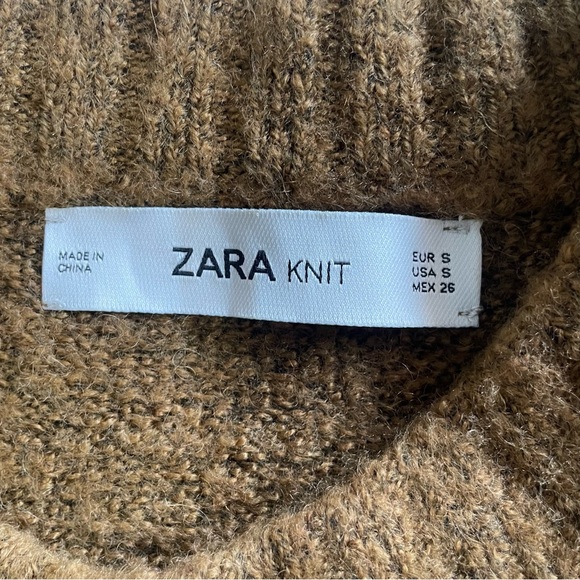 MADE IN
CHINA
ZARA KNIT
EUR S
USA S
MEX 26